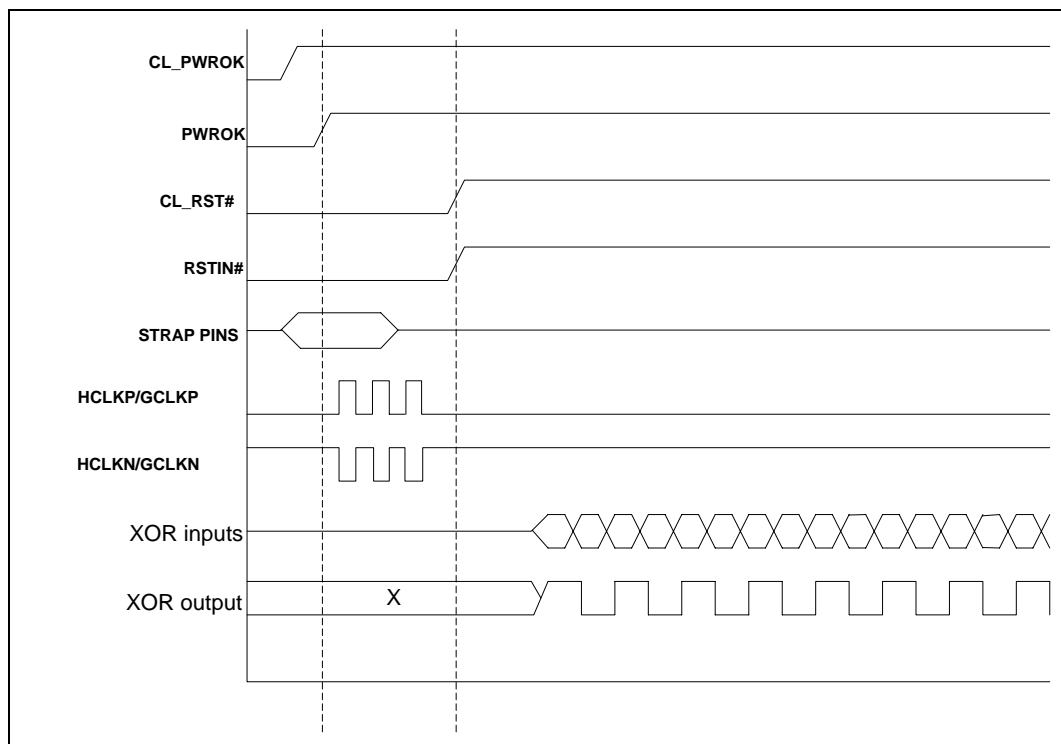 CL_PWROK
PWROK
CL_RST#
RSTIN#
STRAP PINS
HCLKP/GCLKP
HCLKN/GCLKN
XOR inputs
XOR output
X